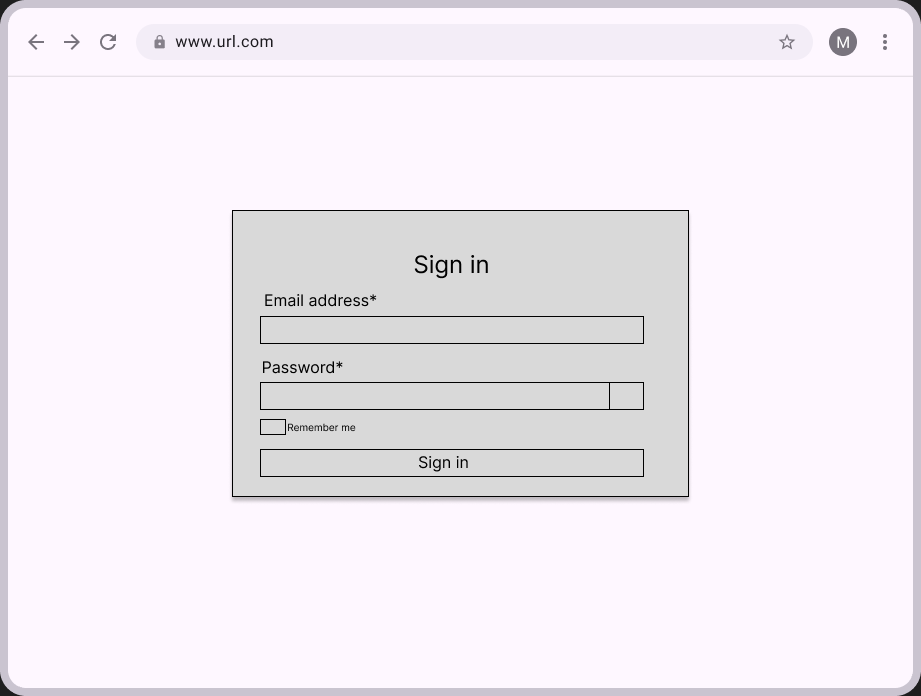 www.url.com
M
Sign in
Email address*
Password*
Remember me
Sign in